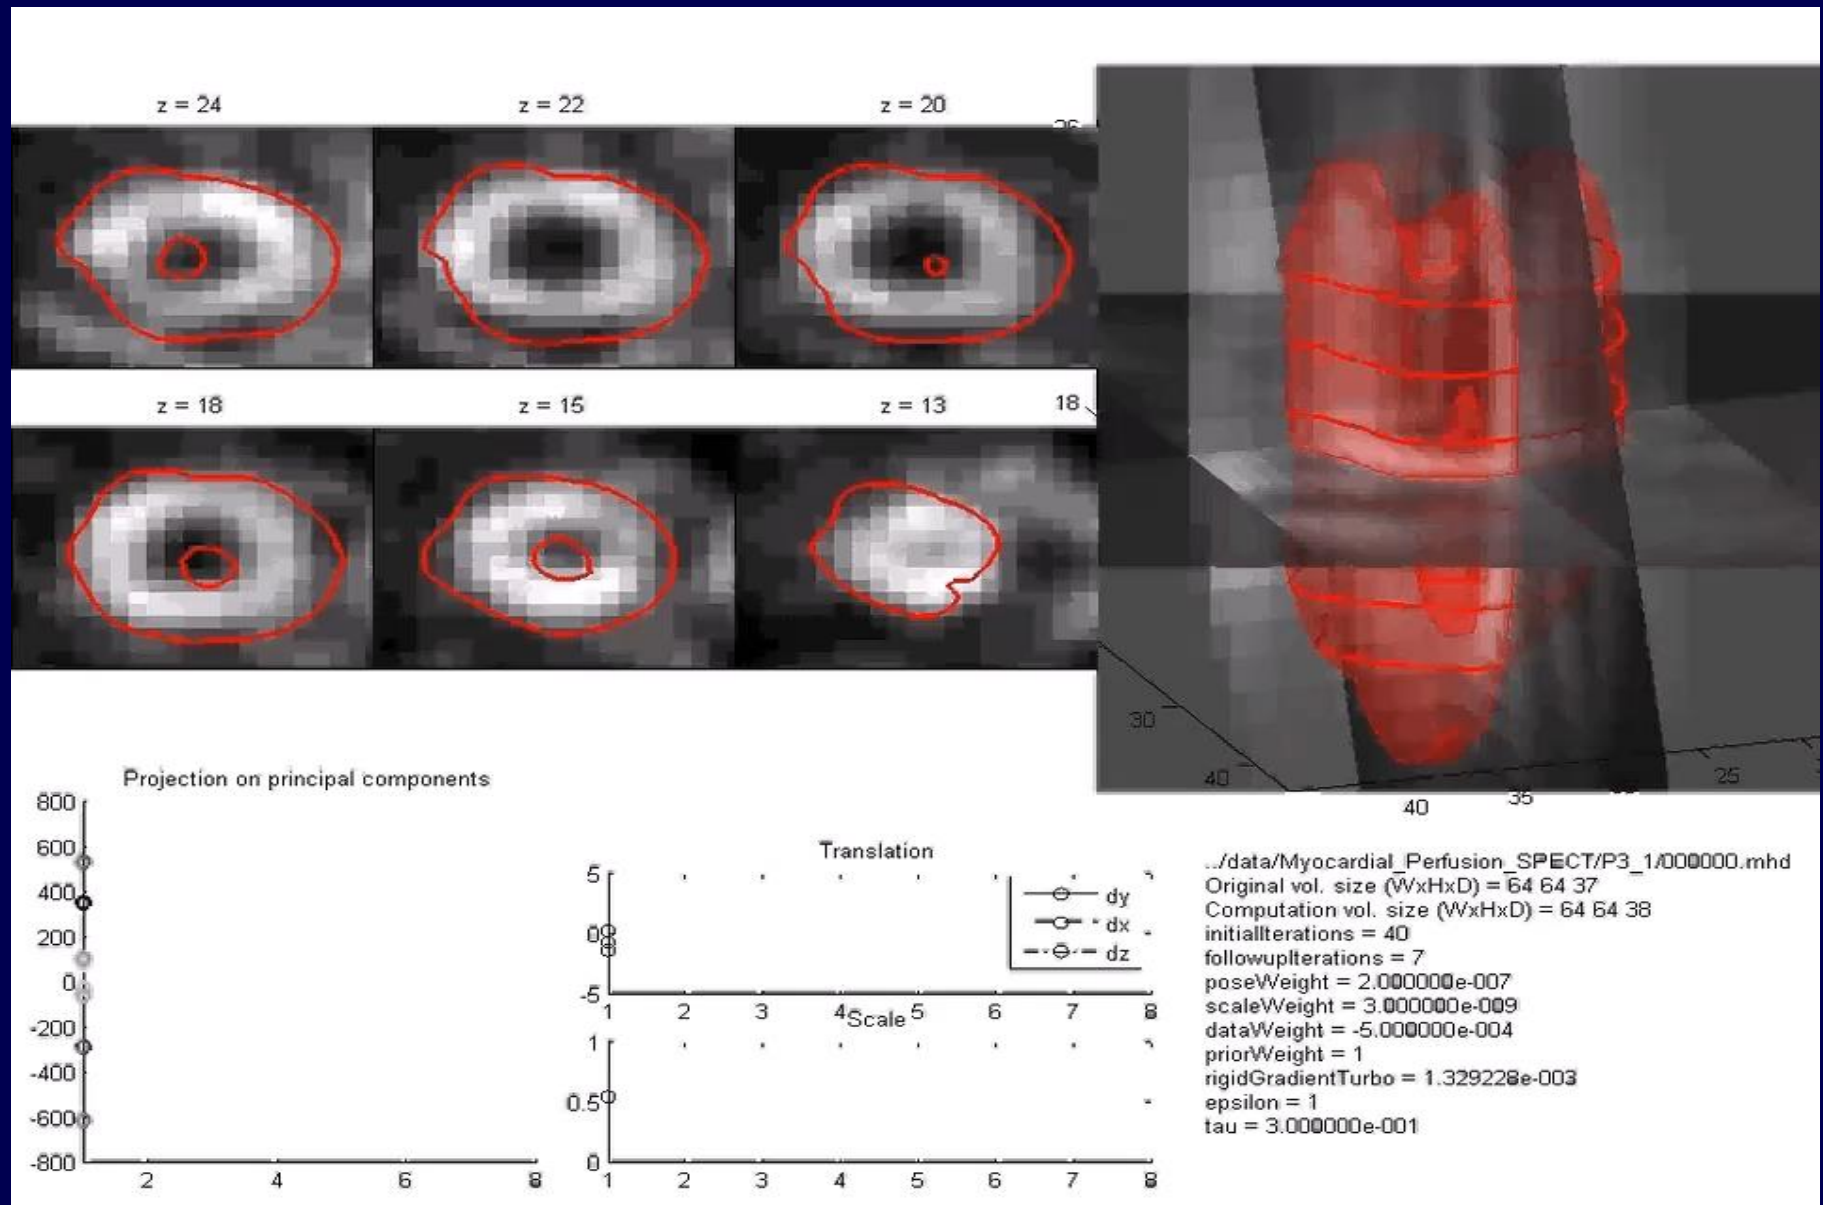 z = 24
z = 22
z = 20
z = 18
z = 15
z = 13
18
30
40
40
35
25
Projection on principal components
800
600
400
200
0
-200
-400
-600
-800
2
4
6
8
Translation
5
0
-5
dy
dx
dz
1
2
3
4
5
6
7
8
Scale
1
0.5
0
1
2
3
4
5
6
7
8
../data/Myocardial_Perfusion_SPECT/P3_1/000000.mhd
Original vol. size (WxHxD) = 64 64 37
Computation vol. size (WxHxD) = 64 64 38
initialIterations = 40
followupIterations = 7
poseWeight = 2.000000e-007
scaleWeight = 3.000000e-009
dataWeight = -5.000000e-004
priorWeight = 1
rigidGradientTurbo = 1.329228e-003
epsilon = 1
tau = 3.000000e-001